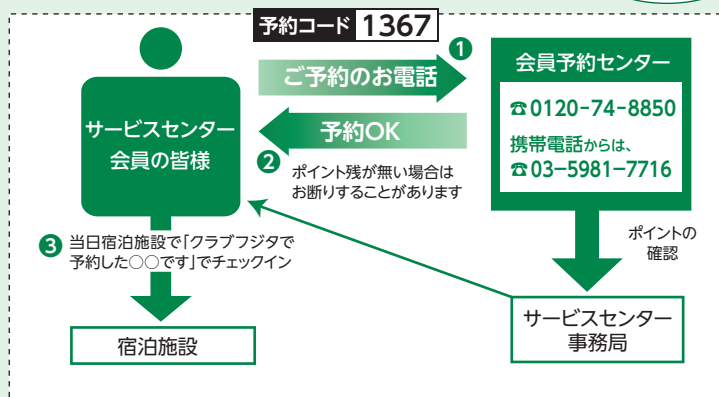 予約コード 1367
❶
ご予約のお電話
会員予約センター
☎0120-74-8850
携帯電話からは、
☎03–5981–7716
サービスセンター
会員の皆様
予約OK
❷
ポイント残が無い場合は
お断りすることがあります
❸ 当日宿泊施設で「クラブフジタで
予約した○○です」でチェックイン
ポイントの
確認
宿泊施設
サービスセンター
事務局